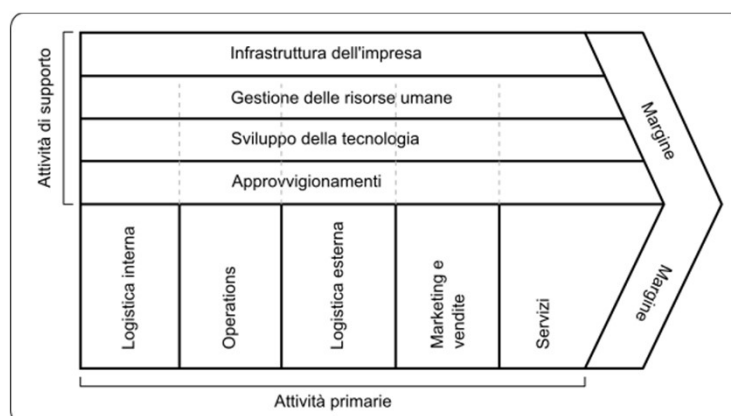 Attività di supporto
Infrastruttura dell'impresa
Gestione delle risorse umane
Sviluppo della tecnologia
Approvvigionamenti
Margine
Logistica interna
Operations
Logistica esterna
Marketing e
vendite
Servizi
Margine
Attività primarie